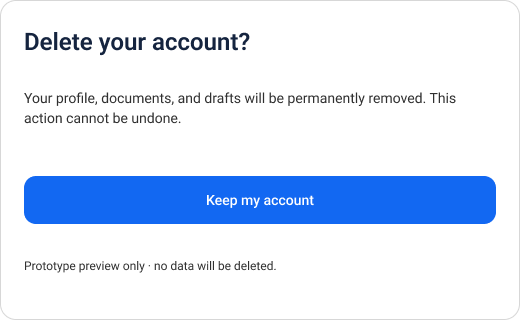 Delete your account?
Your profile, documents, and drafts will be permanently removed. This
action cannot be undone.
Keep my account
Prototype preview only · no data will be deleted.